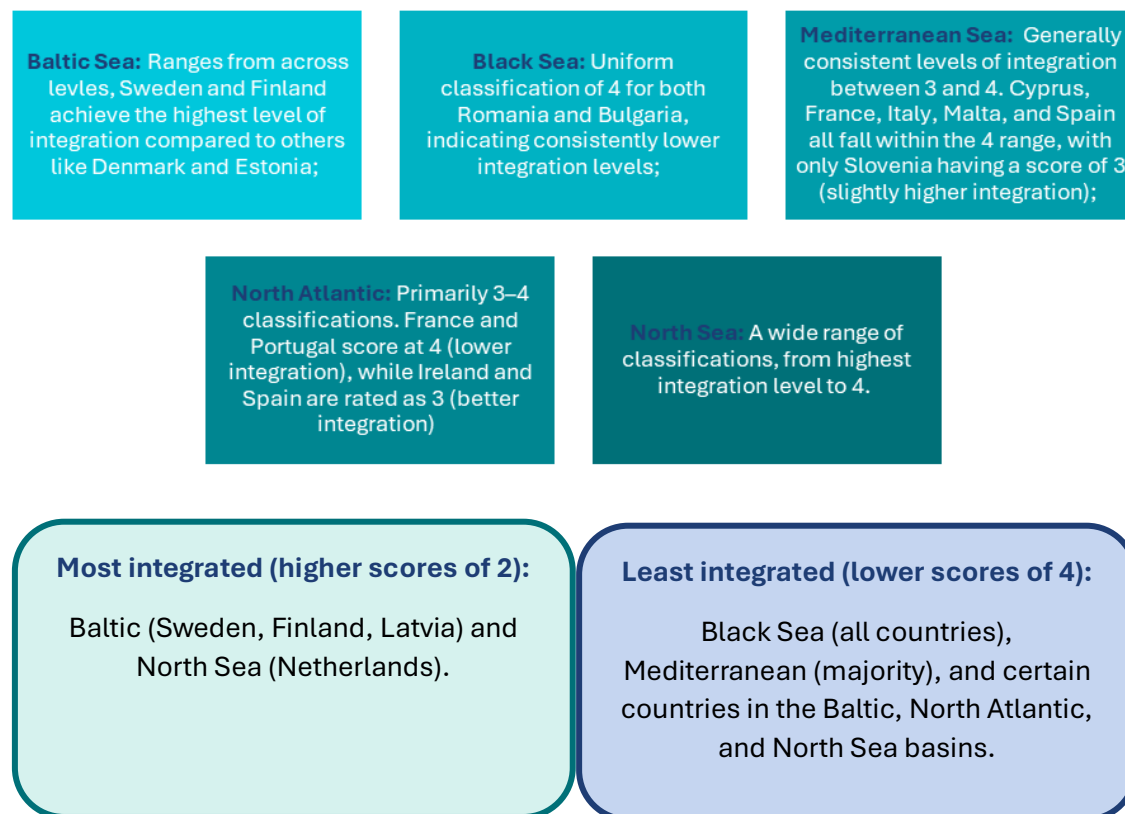 Baltic Sea: Ranges from across
levles, Sweden and Finland
achieve the highest level of
integration compared to others
like Denmark and Estonia;
Black Sea: Uniform
classification of 4 for both
Romania and Bulgaria,
indicating consistently lower
integration levels;
Mediterranean Sea: Generally
consistent levels of integration
between 3 and 4. Cyprus,
France, Italy, Malta, and Spain
all fall within the 4 range, with
only Slovenia having a score of 3
(slightly higher integration);
North Atlantic: Primarily 3–4
classifications. France and
Portugal score at 4 (lower
integration), while Ireland and
Spain are rated as 3 (better
integration)
North Sea: A wide range of
classifications, from highest
integration level to 4.
Most integrated (higher scores of 2):
Baltic (Sweden, Finland, Latvia) and
North Sea (Netherlands).
Least integrated (lower scores of 4):
Black Sea (all countries),
Mediterranean (majority), and certain
countries in the Baltic, North Atlantic,
and North Sea basins.